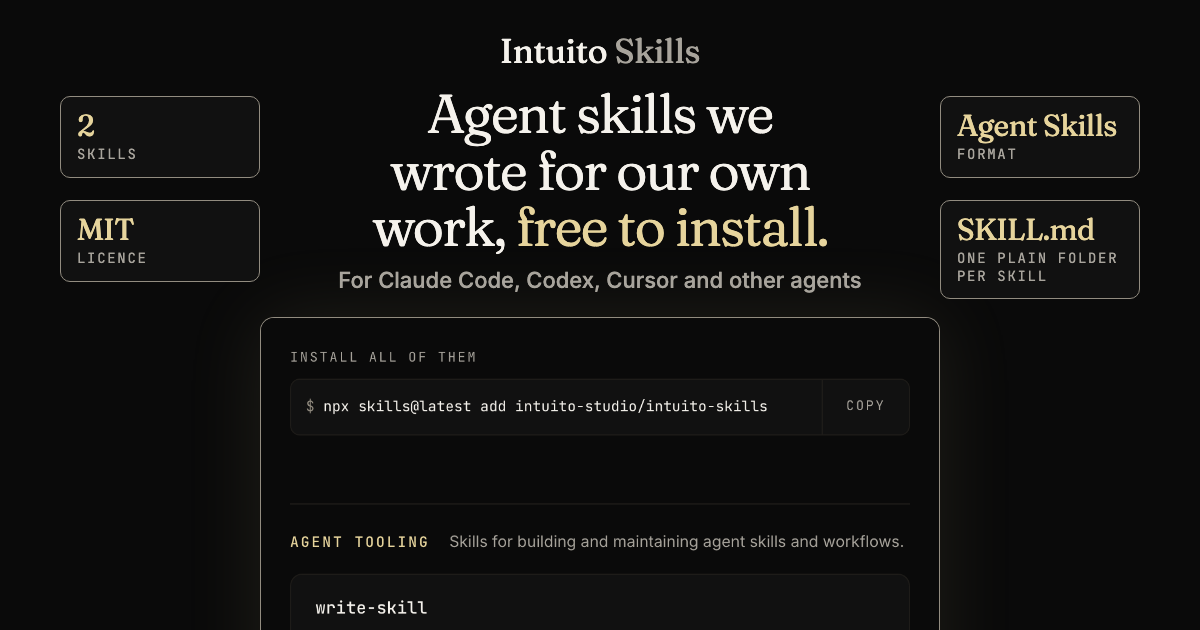 Intuito Skills
Agent skills we
wrote for our own
work, free to install.
For Claude Code, Codex, Cursor and other agents
2
SKILLS
MIT
LICENCE
Agent Skills
FORMAT
SKILL.md
ONE PLAIN FOLDER
PER SKILL
INSTALL ALL OF THEM
$ npx skills@latest add intuito-studio/intuito-skills
COPY
AGENT TOOLING Skills for building and maintaining agent skills and workflows.
write-skill